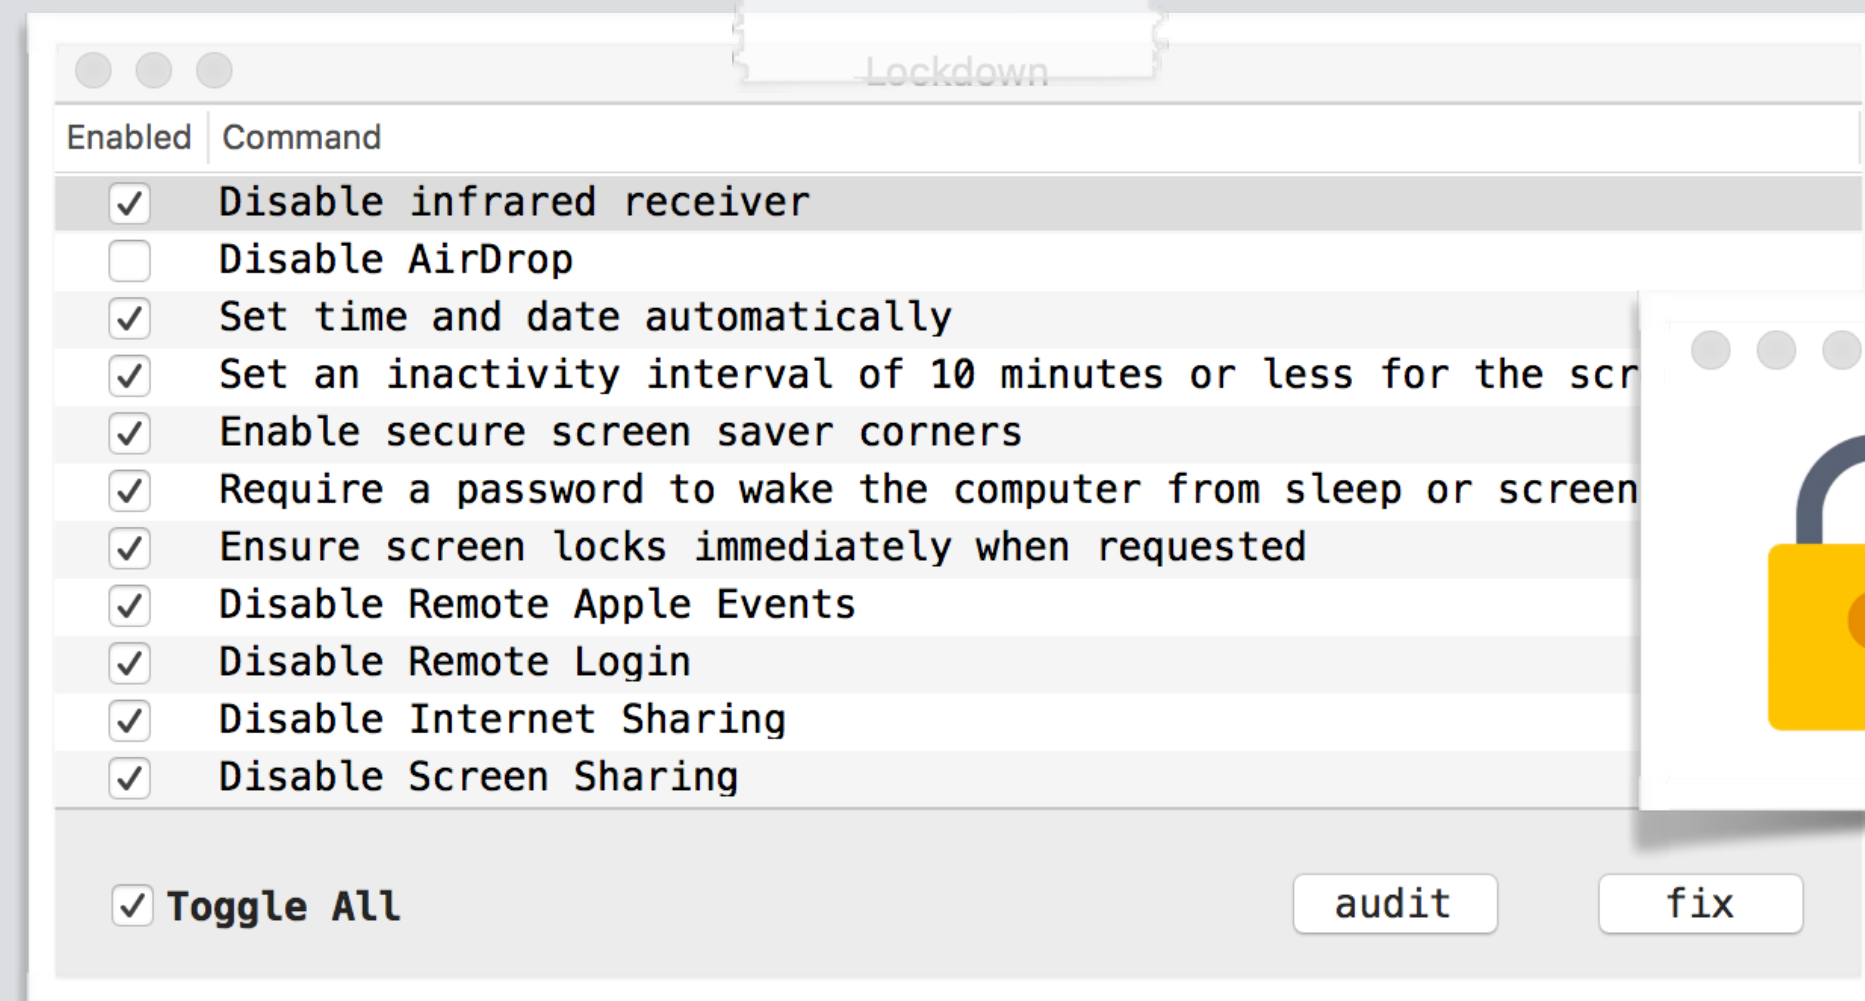 Lockdown
Enabled Command
Disable infrared receiver
Disable AirDrop
Set time and date automatically
Set an inactivity interval of 10 minutes or less for the scr
Enable secure screen saver corners
Require a password to wake the computer from sleep or screen
Ensure screen locks immediately when requested
Disable Remote Apple Events
Disable Remote Login
Disable Internet Sharing
Disable Screen Sharing
Toggle All audit fix